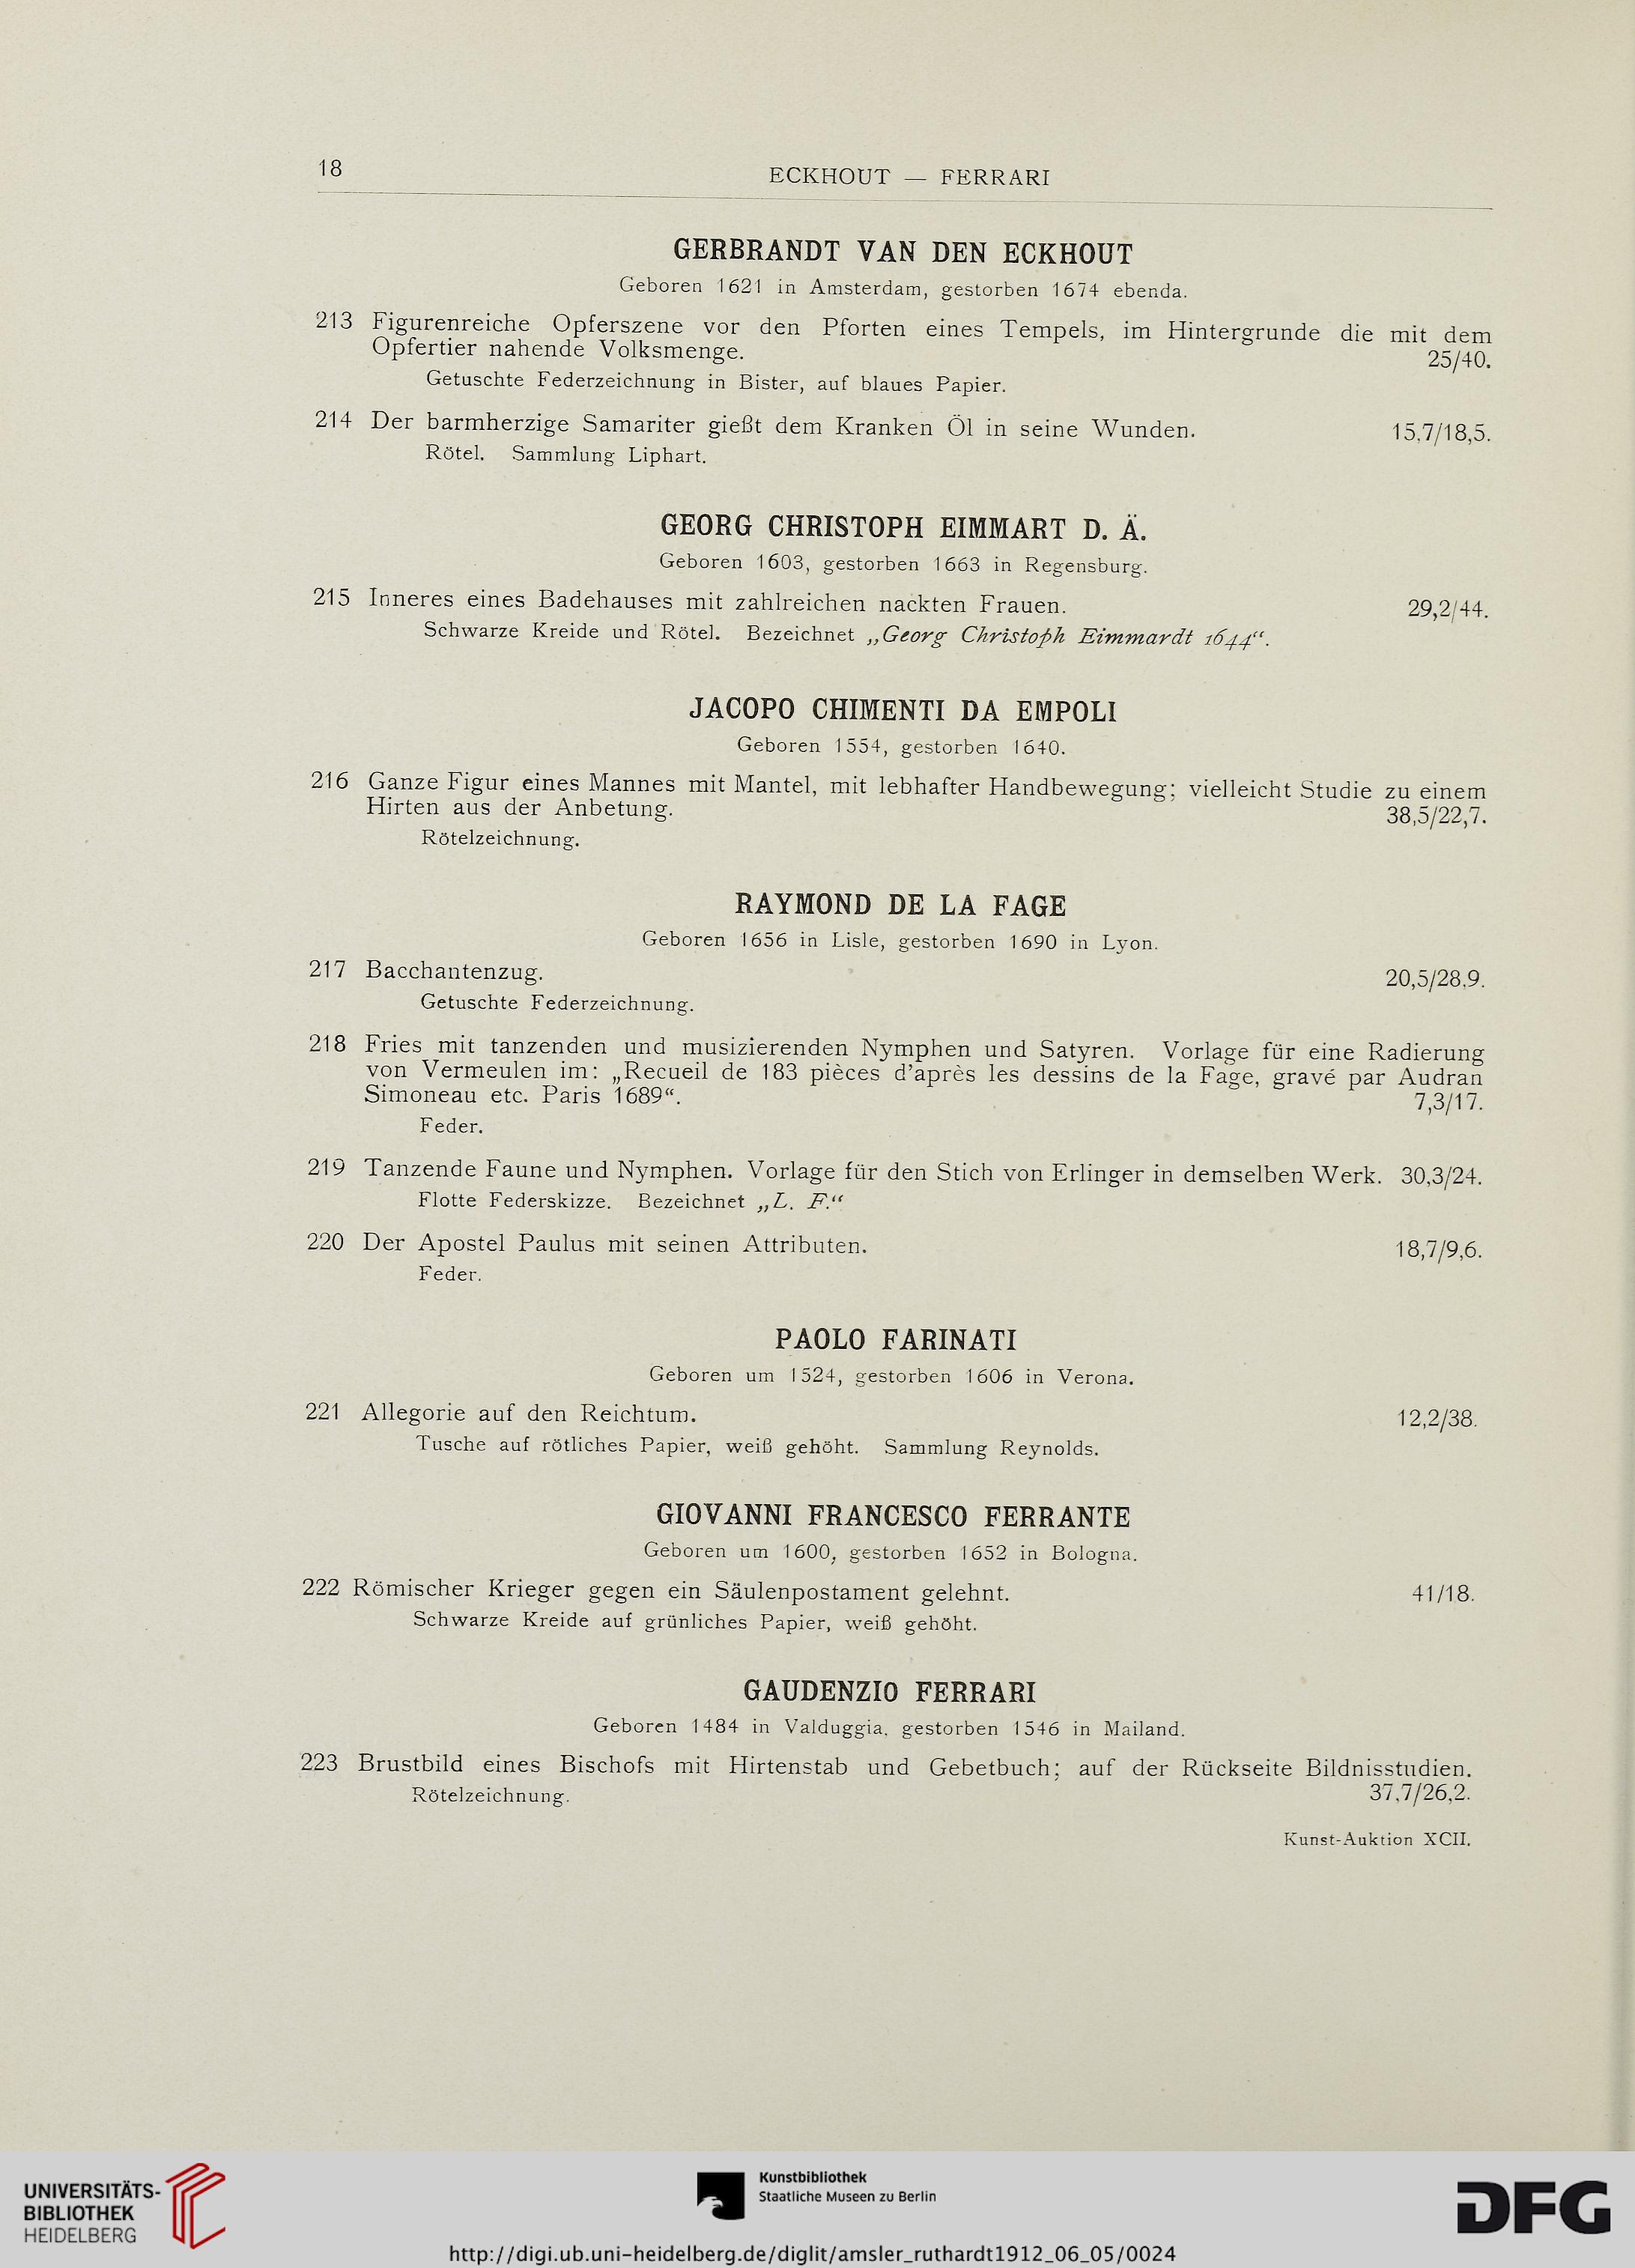 18
ECKHOUT — FERRARI
GERBRANDT VAN DEN ECKHOUT
Geboren 1621 in Amsterdam, gestorben 1674 ebenda.
213 Figurenreiche Opferszene vor den Pforten eines Tempels, im Hintergrunde die mit dem
Opfertier nahende Volksmenge. 25/40.
Getuschte Federzeichnung in Bister, auf blaues Papier.
214 Der barmherzige Samariter gießt dem Kranken Öl in seine Wunden. 15,7/18,5.
Rötel. Sammlung Liphart.
GEORG CHRISTOPH EIMMART D. Ä.
Geboren 1603, gestorben 1663 in Regensburg.
215 Inneres eines Badehauses mit zahlreichen nackten Frauen. 29,2/44.
Schwarze Kreide und Rötel. Bezeichnet „Georg Christoph Eimmardt 1644“.
JACOPO CHIMENTI DA EMPOLI
Geboren 1554, gestorben 1640.
216 Ganze Figur eines Mannes mit Mantel, mit lebhafter Handbewegung; vielleicht Studie zu einem
Hirten aus der Anbetung. 38,5/22,7.
Rötelzeichnung.
RAYMOND DE LA FAGE
Geboren 1656 in Lisle, gestorben 1690 in Lyon.
217 Bacchantenzug. 20,5/28,9.
Getuschte Federzeichnung.
218 Fries mit tanzenden und musizierenden Nymphen und Satyren. Vorlage für eine Radierung
von Vermeulen im: „Recueil de 183 pièces d'après les dessins de la Fage, gravé par Audran
Simoneau etc. Paris 1689“. 7,3/17.
Feder.
219 Tanzende Faune und Nymphen. Vorlage für den Stich von Erlinger in demselben Werk. 30,3/24.
Flotte Federskizze. Bezeichnet „L. F.“
220 Der Apostel Paulus mit seinen Attributen. 18,7/9,6.
Feder.
PAOLO FARINATI
Geboren um 1524, gestorben 1606 in Verona.
221 Allegorie auf den Reichtum. 12,2/38.
Tusche auf rötliches Papier, weiß gehöht. Sammlung Reynolds.
GIOVANNI FRANCESCO FERRANTE
Geboren um 1600, gestorben 1652 in Bologna.
222 Römischer Krieger gegen ein Säulenpostament gelehnt. 41/18.
Schwarze Kreide auf grünliches Papier, weiß gehöht.
GAUDENZIO FERRARI
Geboren 1484 in Valduggia, gestorben 1546 in Mailand.
223 Brustbild eines Bischofs mit Hirtenstab und Gebetbuch; auf der Rückseite Bildnisstudien.
Rötelzeichnung. 37,7/26,2.
Kunst-Auktion XCII.
UNIVERSITÄTS-
BIBLIOTHEK
HEIDELBERG
Kunstbibliothek
Staatliche Museen zu Berlin
DFG
http://digi.ub.uni-heidelberg.de/diglit/amsler_ruthardt1912_06_05/0024